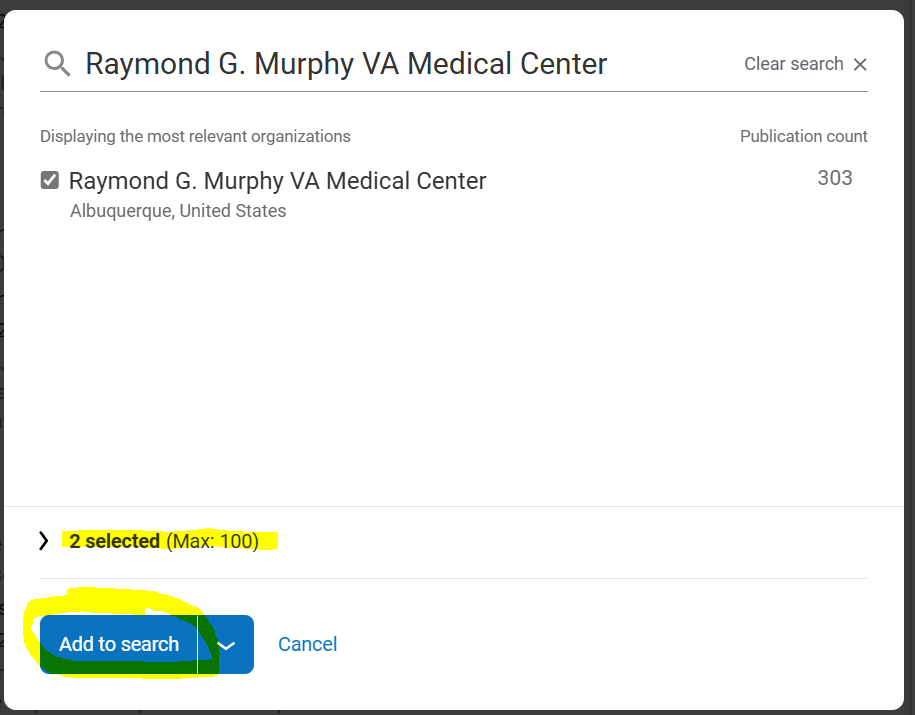 Raymond G. Murphy VA Medical Center Clear search
Displaying the most relevant organizations Publication count
Raymond G. Murphy VA Medical Center 303
Albuquerque, United States
2 selected (Max: 100)
Add to search Cancel